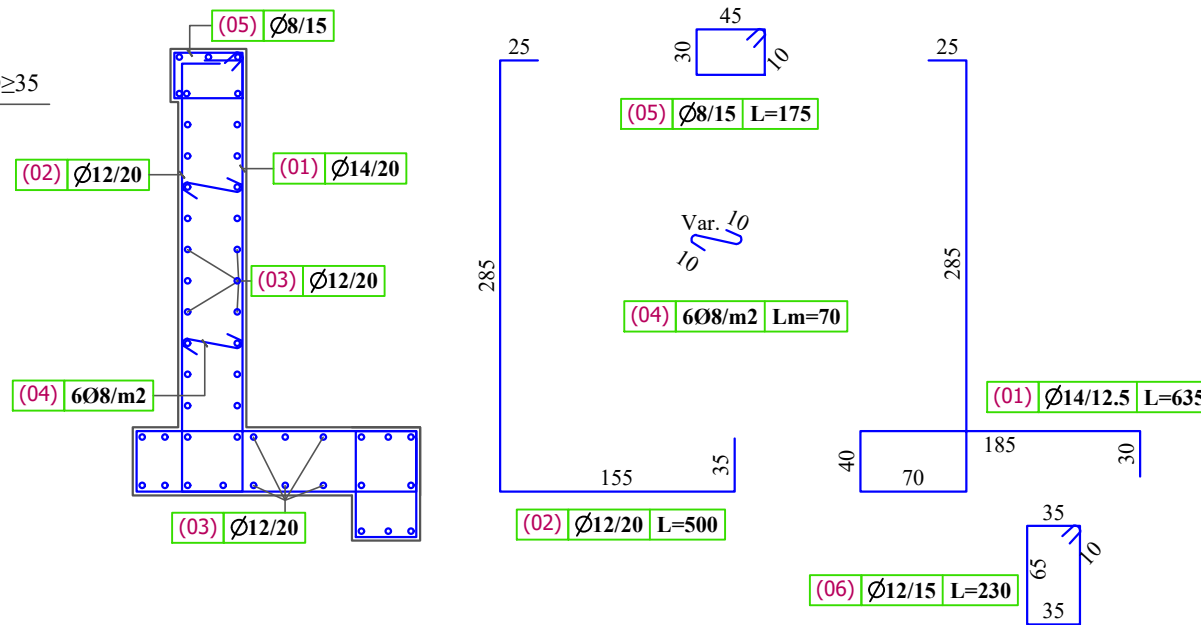 (05) Ø8/15
≥35
(02) Ø12/20
(01) Ø14/20
(03) Ø12/20
(04) 6Ø8/m2
(03) Ø12/20
25
285
155
35
(02) Ø12/20 L=500
45
30
10
(05) Ø8/15 L=175
Var. 10
10
(04) 6Ø8/m2 Lm=70
25
285
(01) Ø14/12.5 L=635
185
40
70
30
35
65
10
35
(06) Ø12/15 L=230